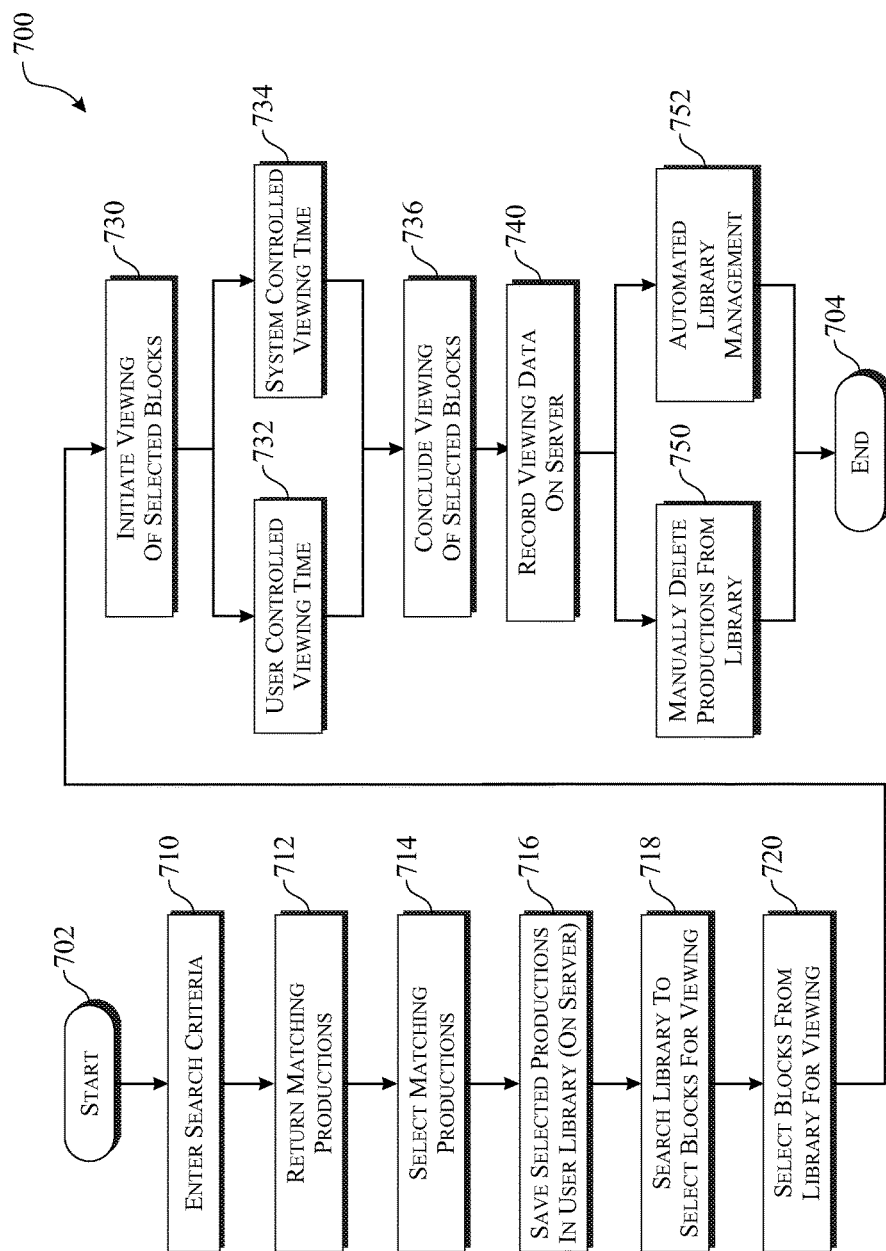 700
702
START
710
ENTER SEARCH CRITERIA
712
RETURN MATCHING
PRODUCTIONS
714
SELECT MATCHING
PRODUCTIONS
716
SAVE SELECTED PRODUCTIONS
IN USER LIBRARY (ON SERVER)
718
SEARCH LIBRARY TO
SELECT BLOCKS FOR VIEWING
720
SELECT BLOCKS FROM
LIBRARY FOR VIEWING
730
INITIATE VIEWING
OF SELECTED BLOCKS
732
USER CONTROLLED
VIEWING TIME
734
SYSTEM CONTROLLED
VIEWING TIME
736
CONCLUDE VIEWING
OF SELECTED BLOCKS
740
RECORD VIEWING DATA
ON SERVER
750
MANUALLY DELETE
PRODUCTIONS FROM
LIBRARY
752
AUTOMATED
LIBRARY
MANAGEMENT
704
END